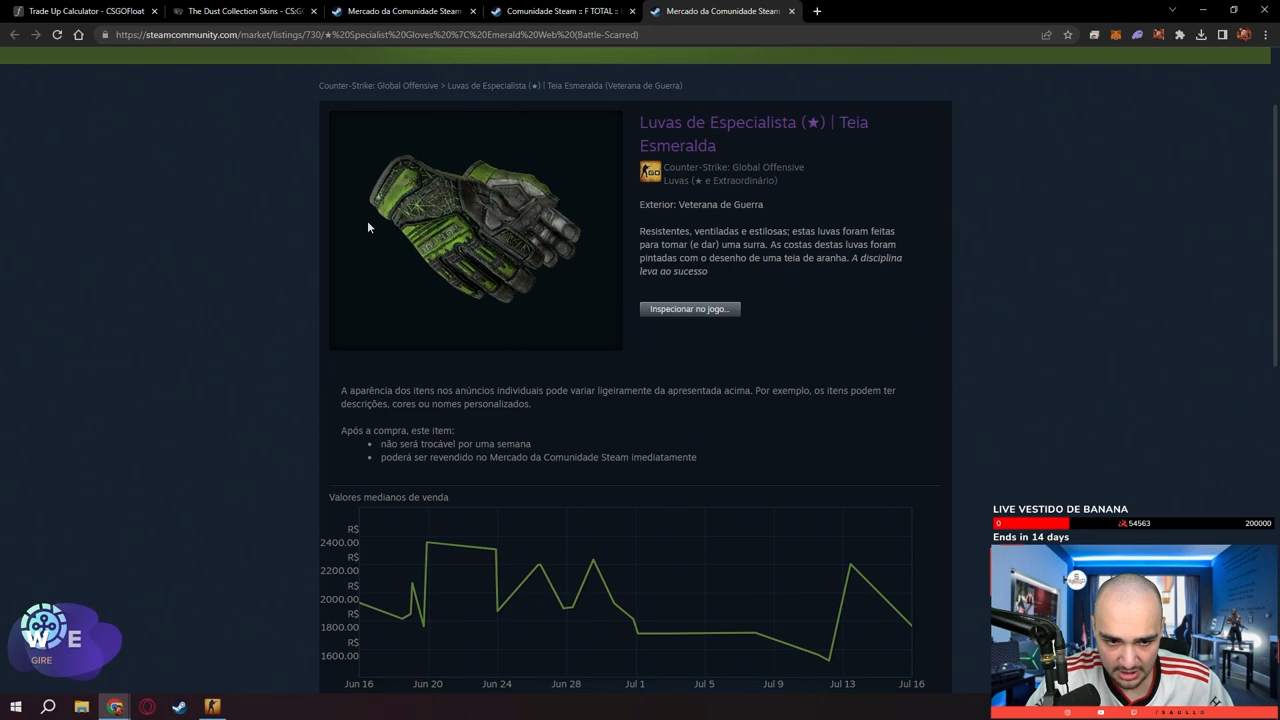 Trade Up Calculator - CSGOFloat
The Dust Collection Skins - CS:G
Mercado da Comunidade Steam
Comunidade Steam :: F TOTAL ::
Mercado da Comunidade Steam
https://steamcommunity.com/market/listings/730/★%20Specialist%20Gloves%20%7C%20Emerald%20Web%20(Battle-Scarred)
Counter-Strike: Global Offensive > Luvas de Especialista (★) | Teia Esmeralda (Veterana de Guerra)
Luvas de Especialista (★) | Teia
Esmeralda
Counter-Strike: Global Offensive
Luvas (★ e Extraordinário)
Exterior: Veterana de Guerra
Resistentes, ventiladas e estilosas; estas luvas foram feitas
para tomar (e dar) uma surra. As costas destas luvas foram
pintadas com o desenho de uma teia de aranha. A disciplina
leva ao sucesso
Inspecionar no jogo...
A aparência dos itens nos anúncios individuais pode variar ligeiramente da apresentada acima. Por exemplo, os itens podem ter
descrições, cores ou nomes personalizados.
Após a compra, este item:
• não será trocável por uma semana
• poderá ser revendido no Mercado da Comunidade Steam imediatamente
Valores medianos de venda
R$
2400.00
R$
2200.00
R$
2000.00
R$
1800.00
R$
1600.00
Jun 16
Jun 20
Jun 24
Jun 28
Jul 1
Jul 5
Jul 9
Jul 13
Jul 16
LIVE VESTIDO DE BANANA
0
54563
200000
Ends in 14 days
W E
GIRE